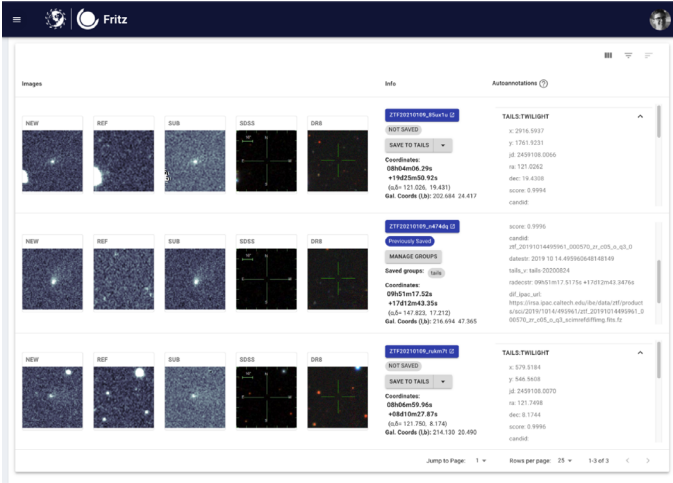 Fritz
Images
Info
Autoannotations
NEW
REF
SUB
SDSS
DR8
ZTF20210109_85ux1u
NOT SAVED
SAVE TO TAILS
Coordinates:
08h04m06.29s
+19d25m50.92s
(α,δ= 121.026, 19.431)
Gal. Coords (l,b): 202.684 24.417
TAILS:TWILIGHT
x: 2916.5937
y: 1761.9231
jd: 2459108.0066
ra: 121.0262
dec: 19.4308
score: 0.9994
candid:
NEW
REF
SUB
SDSS
DR8
ZTF20210109_n474dq
Previously Saved
MANAGE GROUPS
Saved groups: tails
Coordinates:
09h51m17.52s
+17d12m43.35s
(α,δ= 147.823, 17.212)
Gal. Coords (l,b): 216.694 47.365
score: 0.9996
candid:
ztf_20191014495961_000570_zr_c05_o_q3_0
datestr: 2019 10 14.495960648148149
tails_v: tails-20200824
radecstr: 09h51m17.5175s +17d12m43.3476s
dif_ipac_url:
https://irsa.ipac.caltech.edu/ibe/data/ztf/product
s/sci/2019/1014/495961/ztf_20191014495961_0
00570_zr_c05_o_q3_scimrefdiffimg.fits.fz
NEW
REF
SUB
SDSS
DR8
ZTF20210109_rukm7t
NOT SAVED
SAVE TO TAILS
Coordinates:
08h06m59.96s
+08d10m27.87s
(α,δ= 121.750, 8.174)
Gal. Coords (l,b): 214.130 20.490
TAILS:TWILIGHT
x: 579.5184
y: 546.5608
jd: 2459108.0070
ra: 121.7498
dec: 8.1744
score: 0.9996
candid:
Jump to Page: 1
Rows per page: 25
1-3 of 3